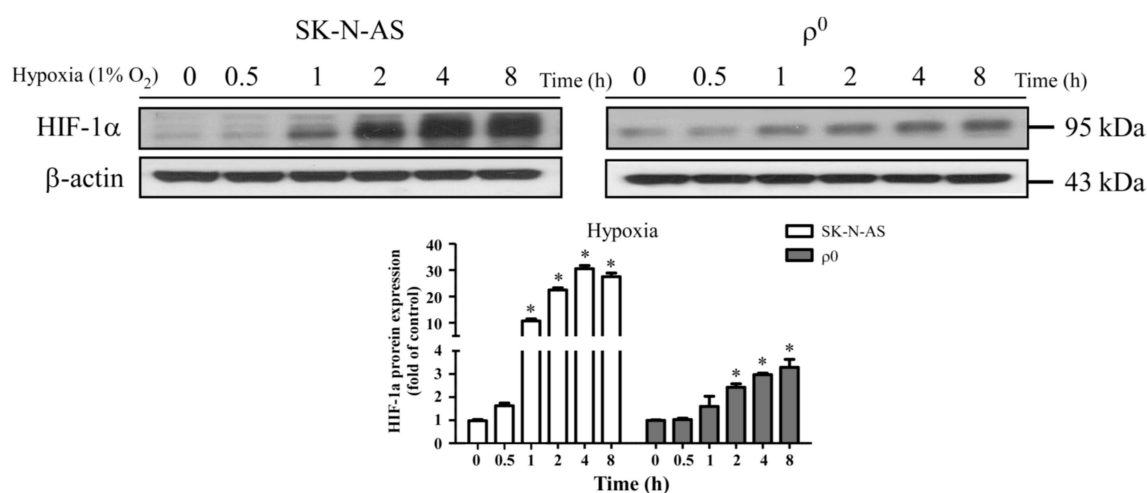 SK-N-AS ρ⁰
Hypoxia (1% O₂) 0 0.5 1 2 4 8 Time (h) 0 0.5 1 2 4 8 Time (h)
HIF-1α 95 kDa
β-actin 43 kDa
Hypoxia
SK-N-AS
ρ0
HIF-1a prorein expression
(fold of control)
40
30
20
10
4
3
2
1
0
* * * * * * *
0 0.5 1 2 4 8 0 0.5 1 2 4 8
Time (h)